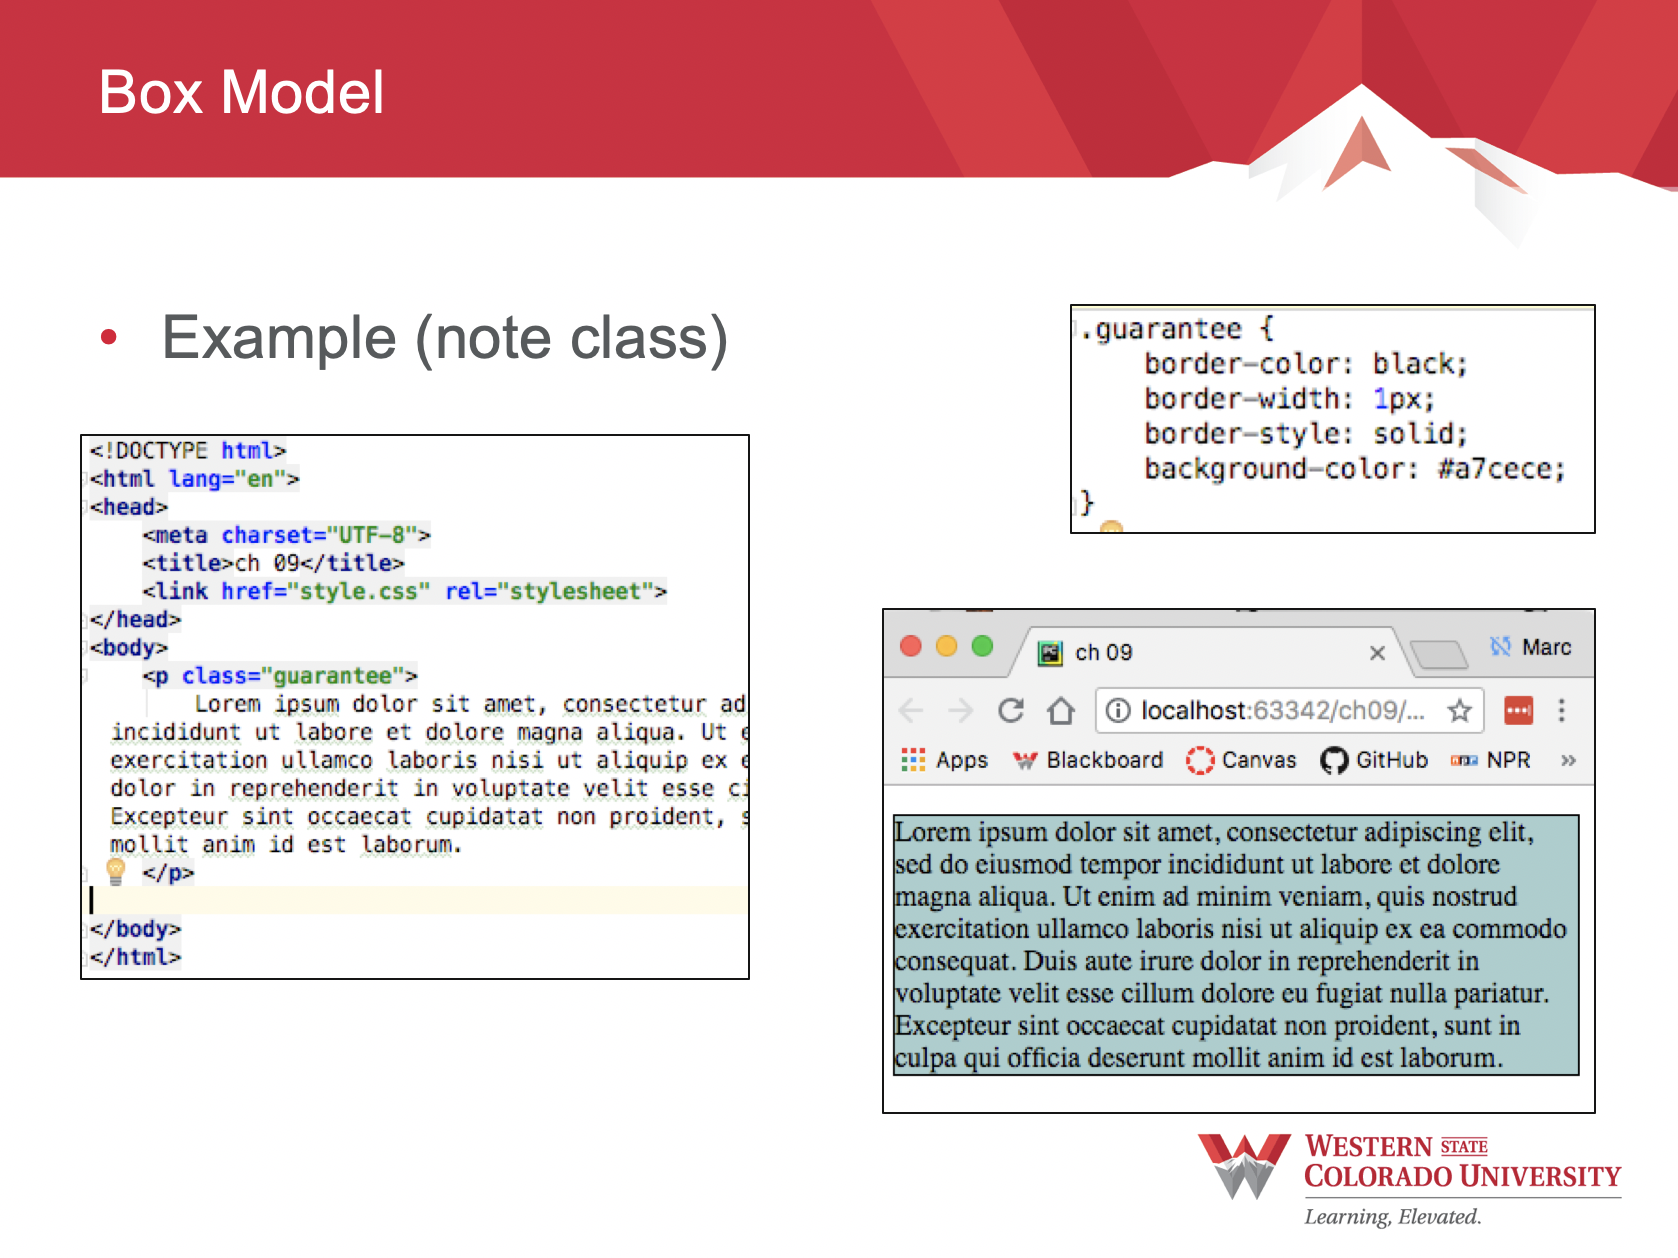 Box Model
• Example (note class)
<!DOCTYPE html>
<html lang="en">
<head>
    <meta charset="UTF-8">
    <title>ch 09</title>
    <link href="style.css" rel="stylesheet">
</head>
<body>
    <p class="guarantee">
        Lorem ipsum dolor sit amet, consectetur ad
incididunt ut labore et dolore magna aliqua. Ut e
exercitation ullamco laboris nisi ut aliquip ex e
dolor in reprehenderit in voluptate velit esse ci
Excepteur sint occaecat cupidatat non proident, s
mollit anim id est laborum.
    </p>
</body>
</html>
.guarantee {
    border-color: black;
    border-width: 1px;
    border-style: solid;
    background-color: #a7cece;
}
ch 09
Marc
localhost:63342/ch09/...
Apps Blackboard Canvas GitHub npr NPR »
Lorem ipsum dolor sit amet, consectetur adipiscing elit,
sed do eiusmod tempor incididunt ut labore et dolore
magna aliqua. Ut enim ad minim veniam, quis nostrud
exercitation ullamco laboris nisi ut aliquip ex ea commodo
consequat. Duis aute irure dolor in reprehenderit in
voluptate velit esse cillum dolore eu fugiat nulla pariatur.
Excepteur sint occaecat cupidatat non proident, sunt in
culpa qui officia deserunt mollit anim id est laborum.
WESTERN STATE
COLORADO UNIVERSITY
Learning, Elevated.